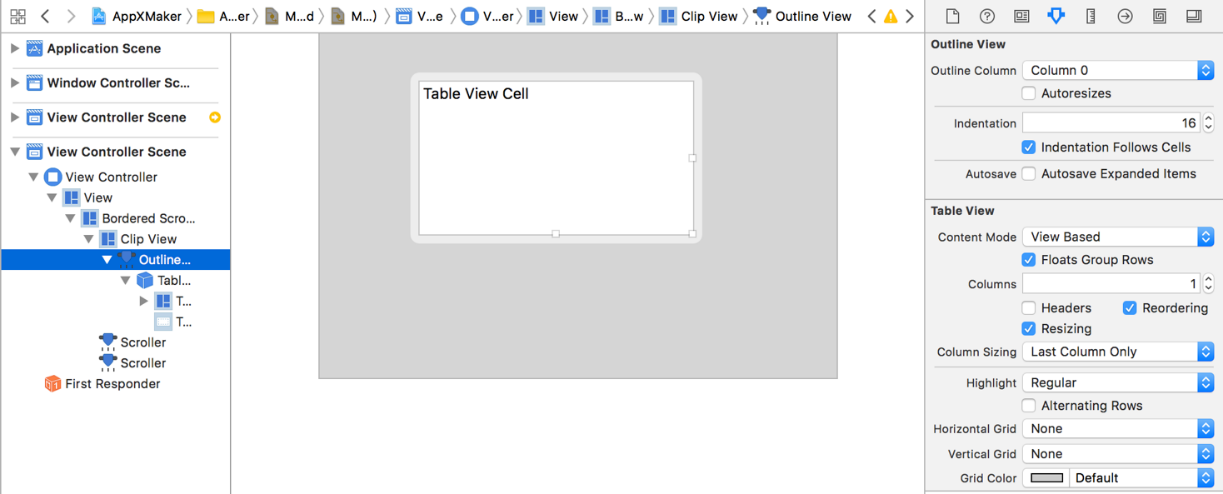 AppXMaker A...er M...d M...) V...e V...er View B...w Clip View Outline View
Application Scene
Window Controller Sc...
View Controller Scene
View Controller Scene
View Controller
View
Bordered Scro...
Clip View
Outline...
Tabl...
T...
T...
Scroller
Scroller
First Responder
Table View Cell
Outline View
Outline Column Column 0
Autoresizes
Indentation 16
Indentation Follows Cells
Autosave Autosave Expanded Items
Table View
Content Mode View Based
Floats Group Rows
Columns 1
Headers Reordering
Resizing
Column Sizing Last Column Only
Highlight Regular
Alternating Rows
Horizontal Grid None
Vertical Grid None
Grid Color Default